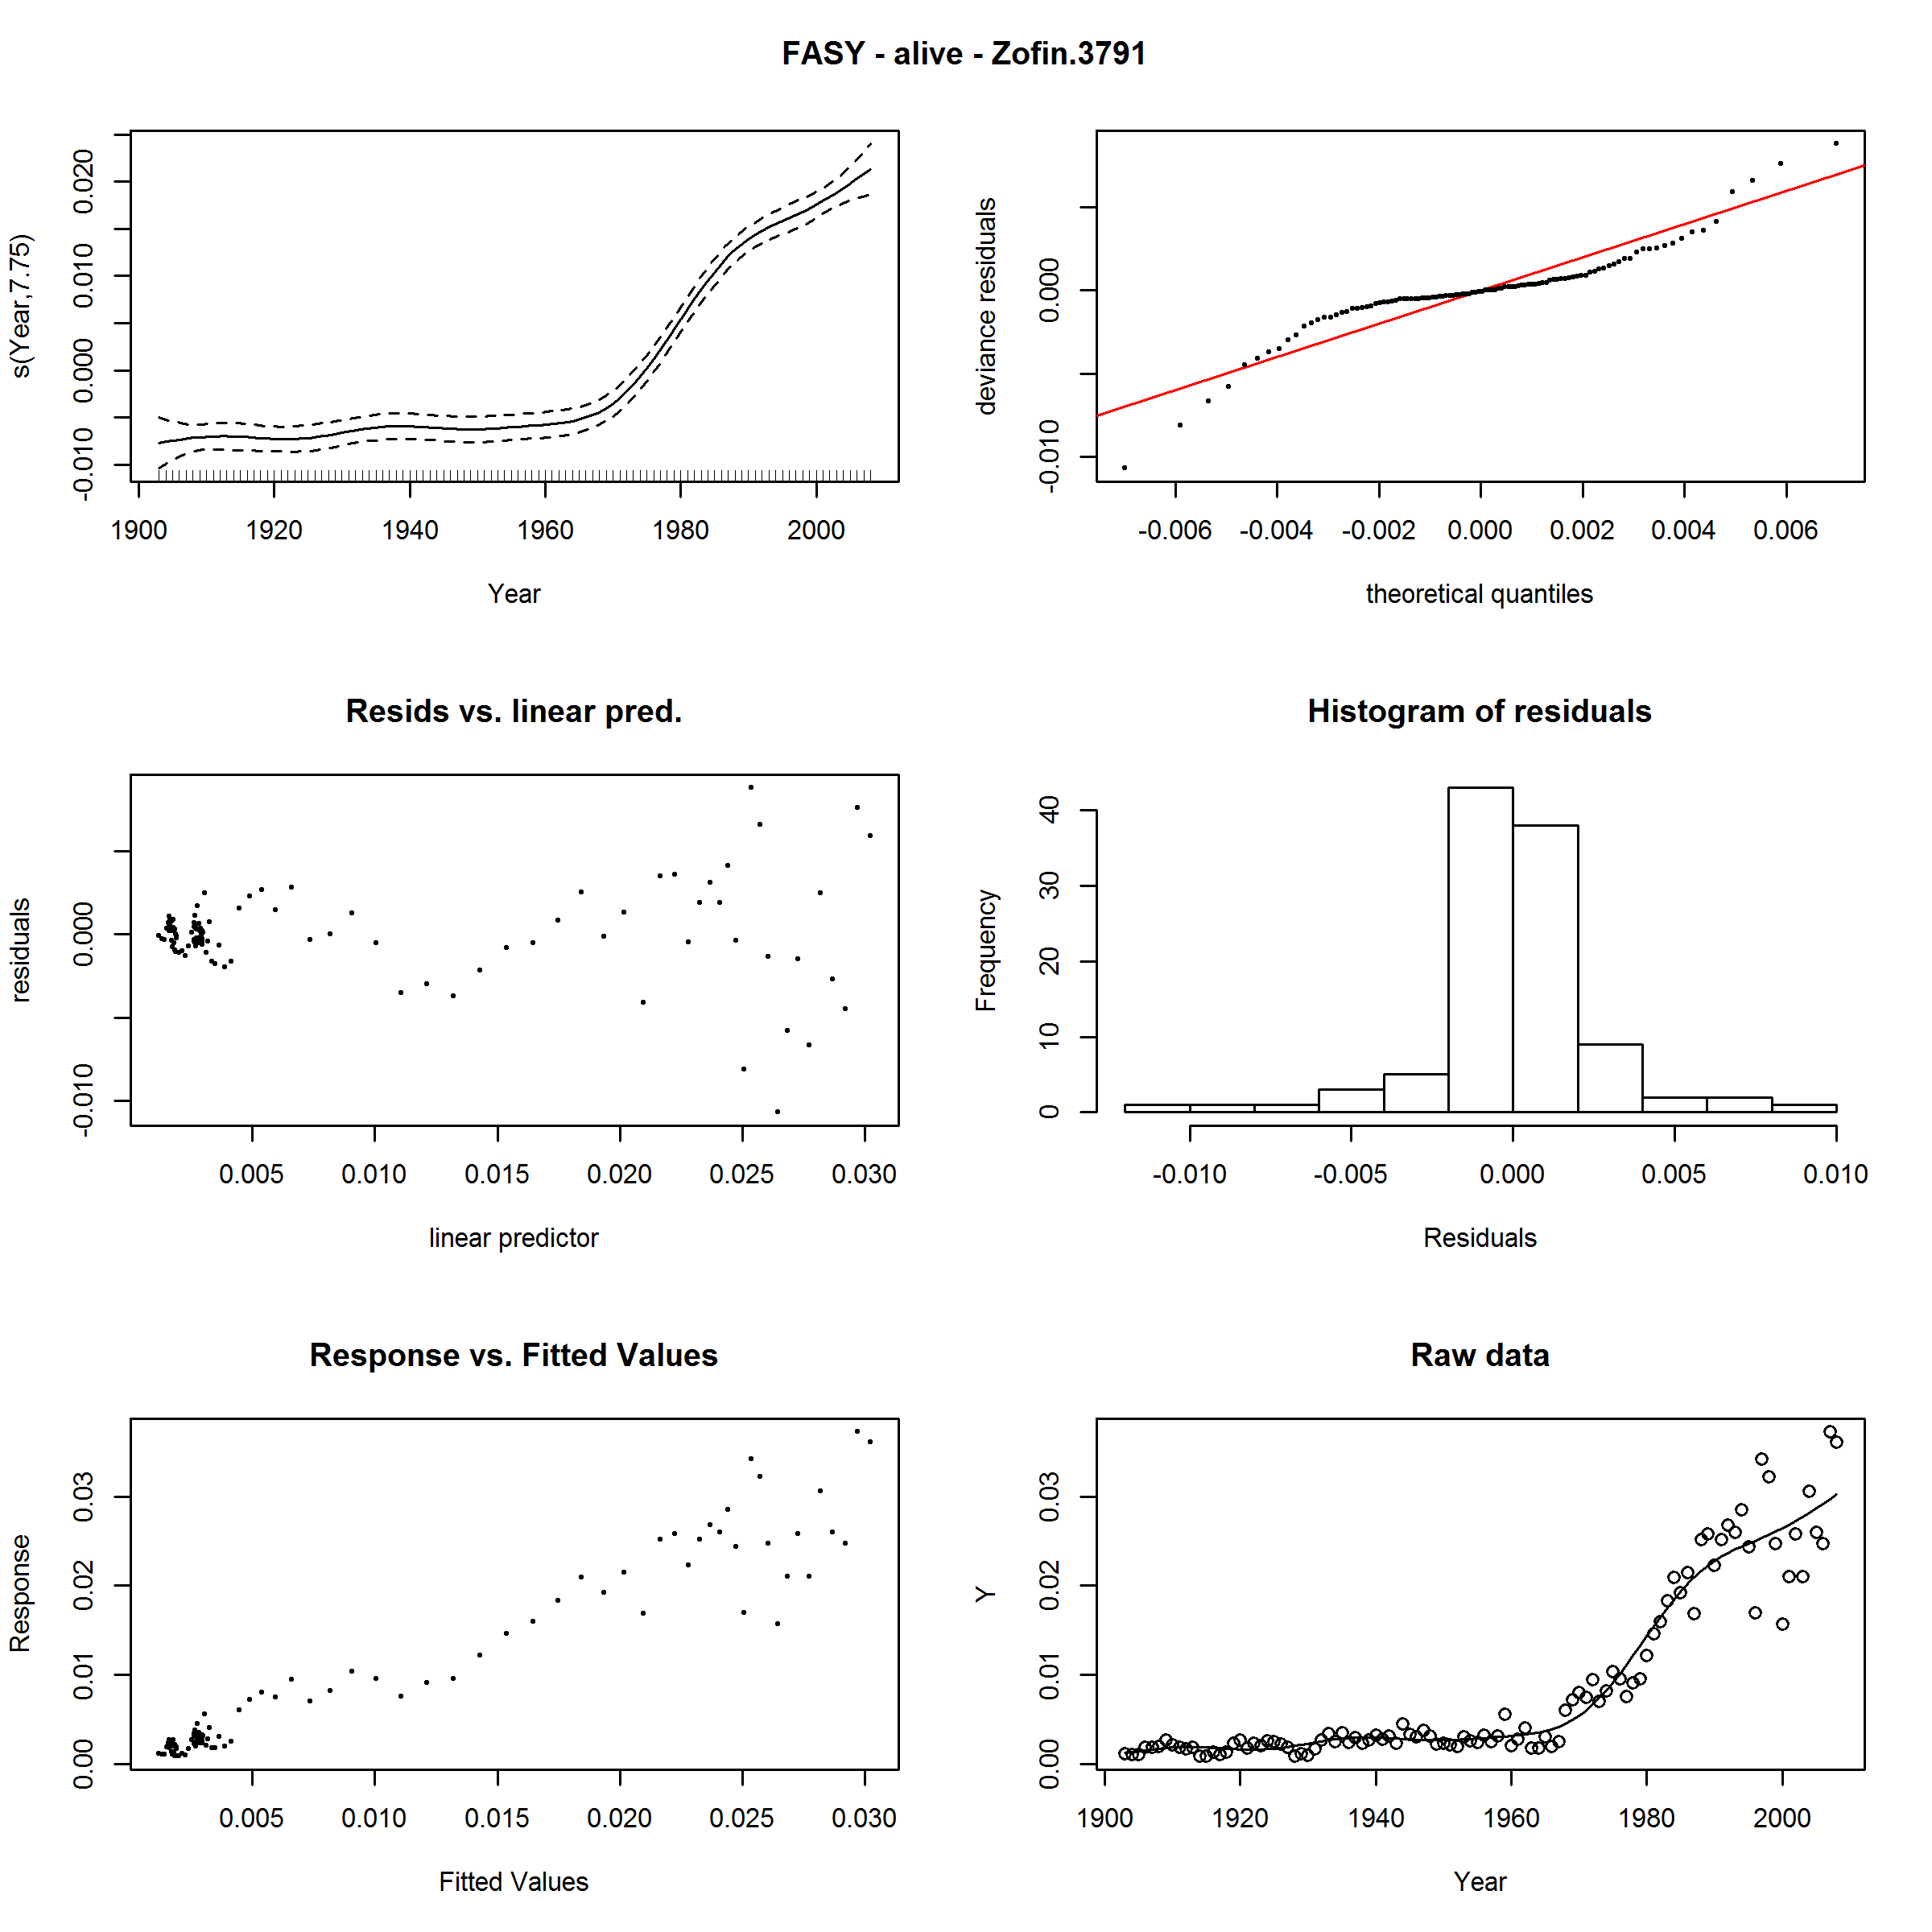 FASY - alive - Zofin.3791
s(Year,7.75)
-0.010 0.000 0.010 0.020
1900 1920 1940 1960 1980 2000
Year
deviance residuals
-0.010 0.000
-0.006 -0.004 -0.002 0.000 0.002 0.004 0.006
theoretical quantiles
Resids vs. linear pred.
residuals
-0.010 0.000
0.005 0.010 0.015 0.020 0.025 0.030
linear predictor
Histogram of residuals
Frequency
0 10 20 30 40
-0.010 -0.005 0.000 0.005 0.010
Residuals
Response vs. Fitted Values
Response
0.00 0.01 0.02 0.03
0.005 0.010 0.015 0.020 0.025 0.030
Fitted Values
Raw data
Y
0.00 0.01 0.02 0.03
1900 1920 1940 1960 1980 2000
Year